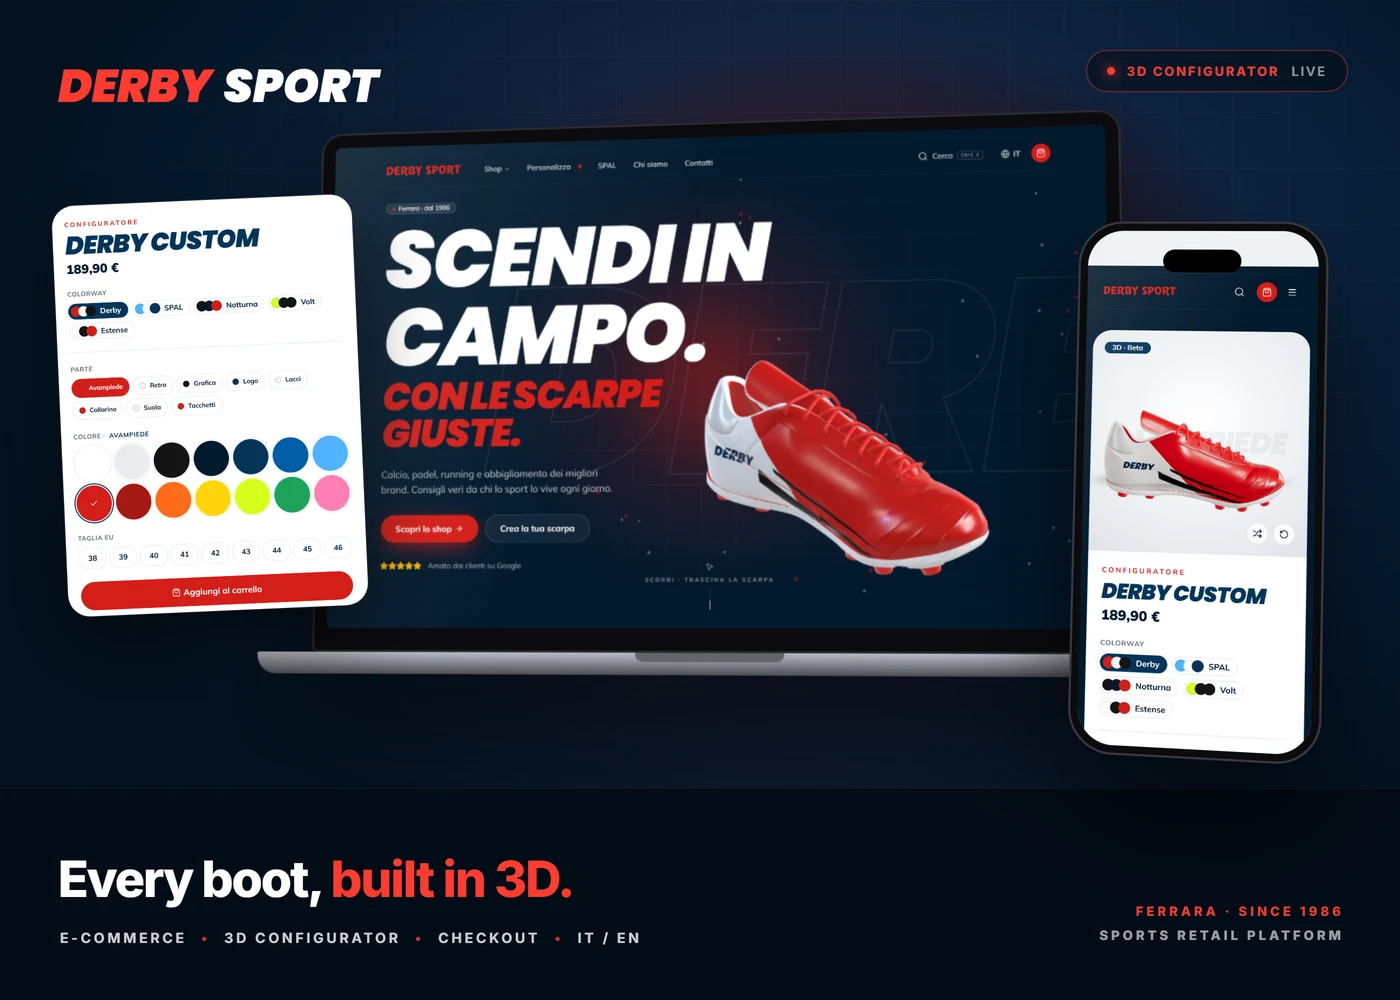 DERBY SPORT
3D CONFIGURATOR LIVE
CONFIGURATORE
DERBY CUSTOM
189,90 €
COLORWAY
Derby SPAL Notturna Volt
Estense
PARTE
Avampiede Retro Grafica Logo Lacci
Collarino Suola Tacchetti
COLORE · AVAMPIEDE
TAGLIA EU
38 39 40 41 42 43 44 45 46
Aggiungi al carrello
DERBY SPORT Shop Personalizza SPAL Chi siamo Contatti Cerca Ctrl K IT
Ferrara · dal 1986
SCENDI IN
CAMPO.
CON LE SCARPE
GIUSTE.
Calcio, padel, running e abbigliamento dei migliori
brand. Consigli veri da chi lo sport lo vive ogni giorno.
Scopri lo shop → Crea la tua scarpa
Amato dai clienti su Google
SCORRI · TRASCINA LA SCARPA
DERBY
DERBY SPORT
3D · Beta
DERBY
CONFIGURATORE
DERBY CUSTOM
189,90 €
COLORWAY
Derby SPAL
Notturna Volt
Estense
Every boot, built in 3D.
E-COMMERCE • 3D CONFIGURATOR • CHECKOUT • IT / EN
FERRARA · SINCE 1986
SPORTS RETAIL PLATFORM